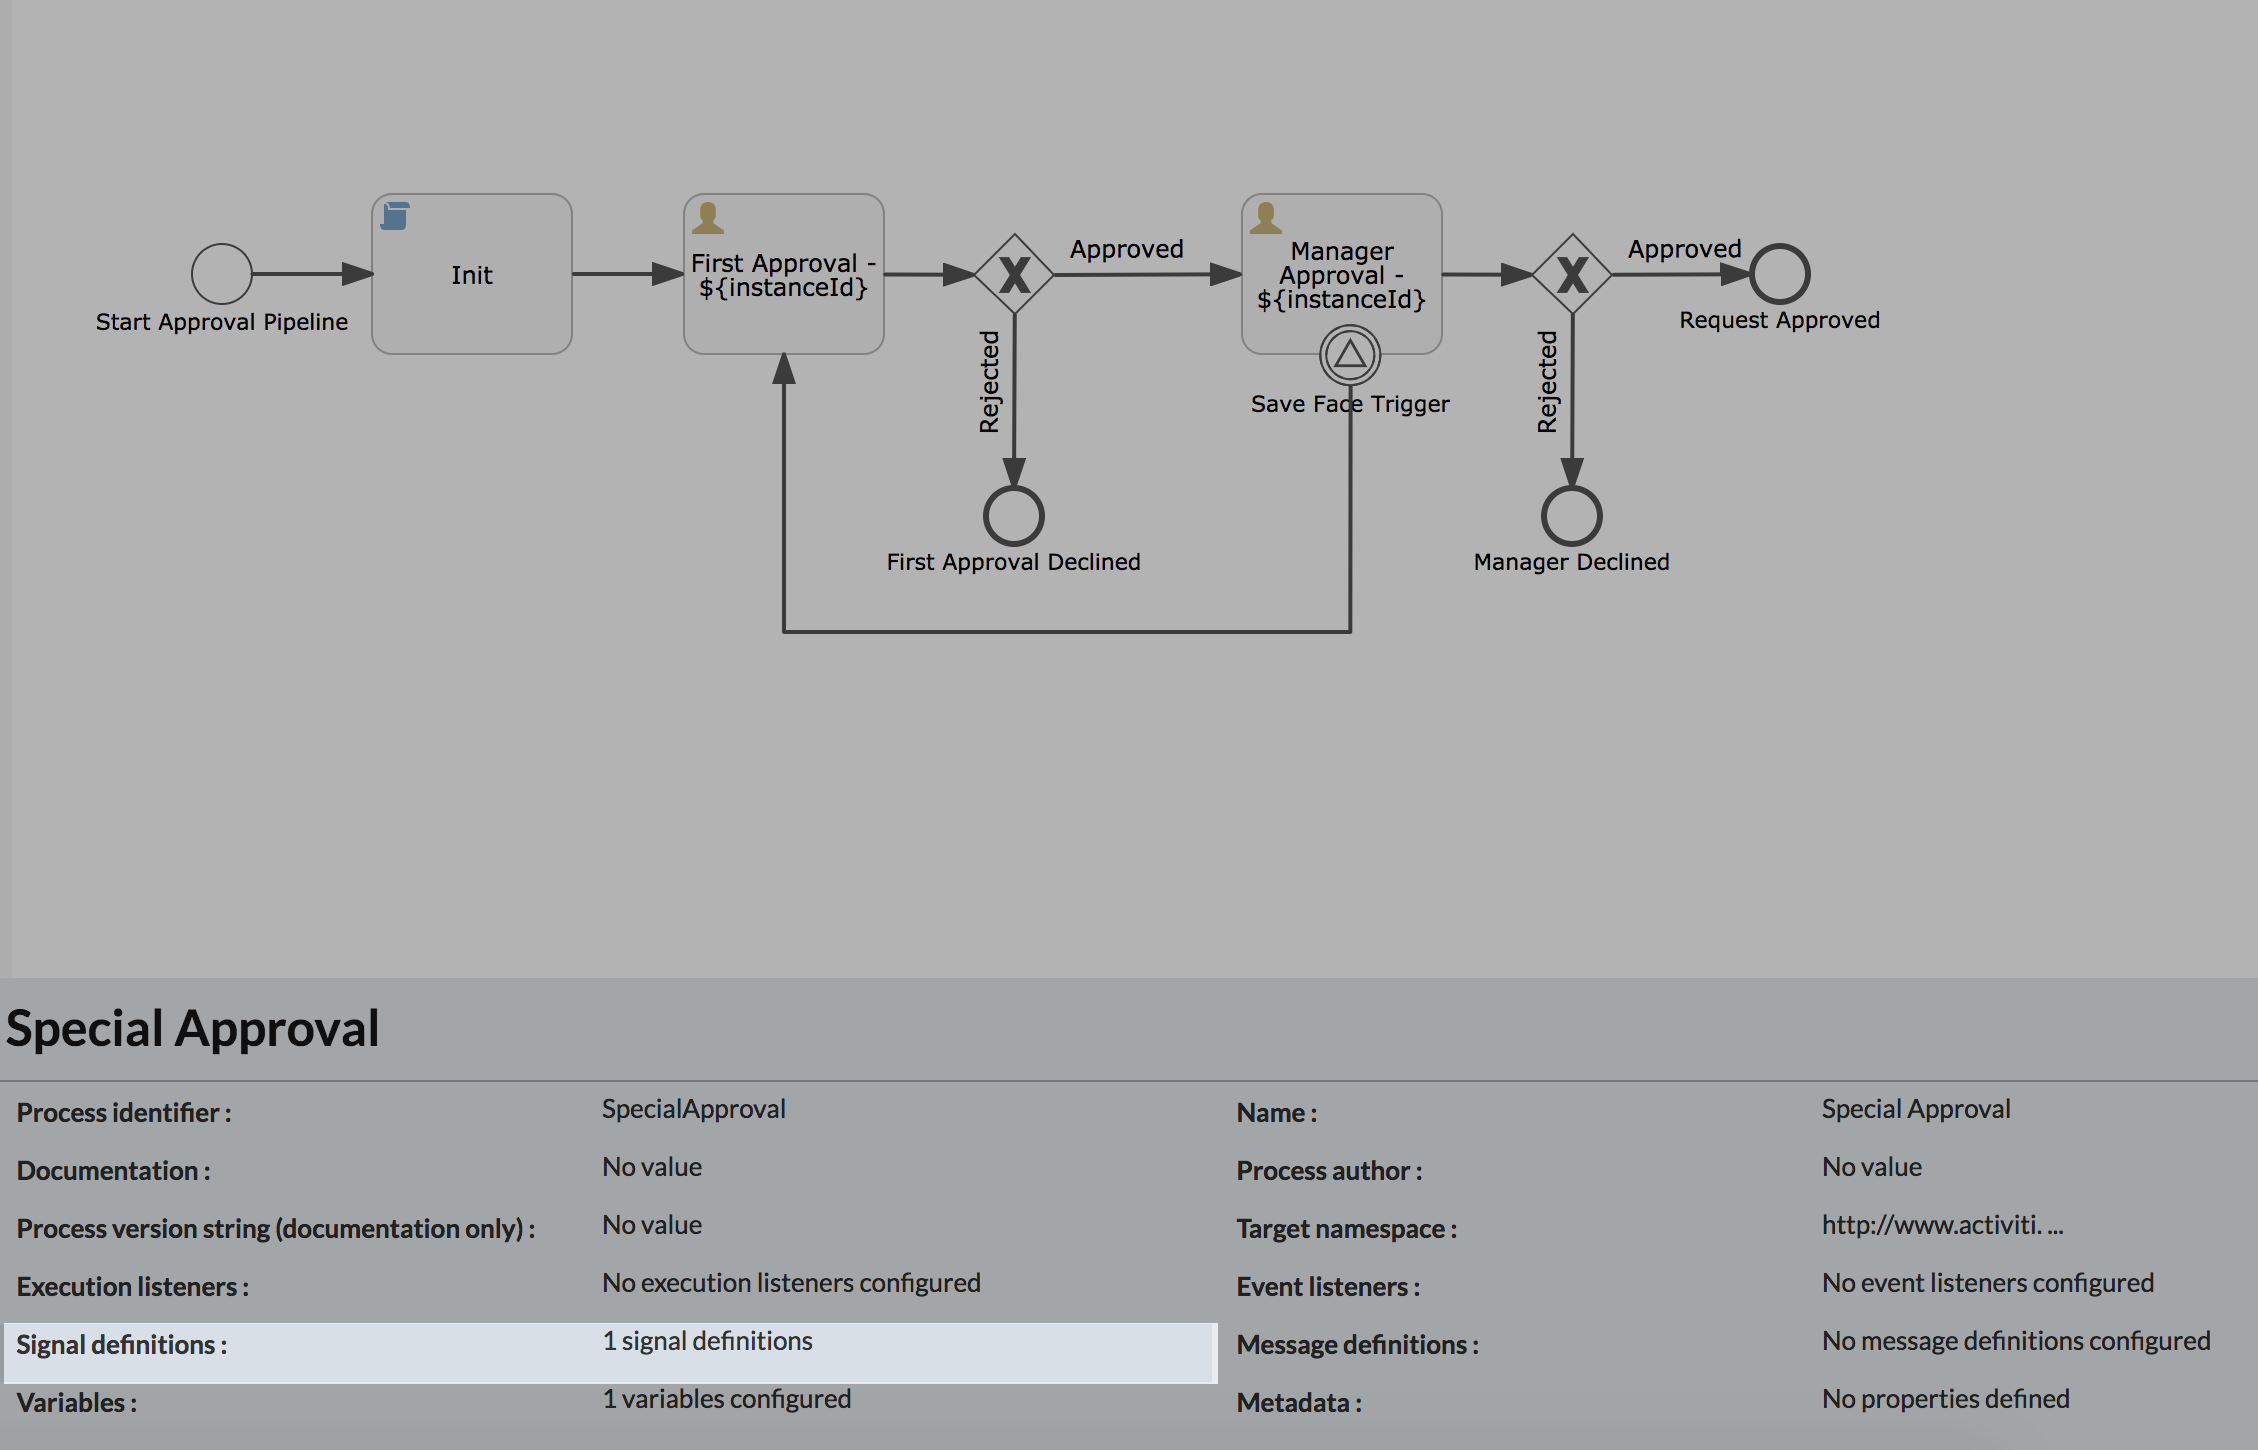 Start Approval Pipeline
Init
First Approval -
${instanceId}
X
Approved
Rejected
First Approval Declined
Manager
Approval -
${instanceId}
Save Face Trigger
X
Approved
Rejected
Manager Declined
Request Approved
Special Approval
Process identifier : SpecialApproval Name : Special Approval
Documentation : No value Process author : No value
Process version string (documentation only) : No value Target namespace : http://www.activiti. ...
Execution listeners : No execution listeners configured Event listeners : No event listeners configured
Signal definitions : 1 signal definitions Message definitions : No message definitions configured
Variables : 1 variables configured Metadata : No properties defined